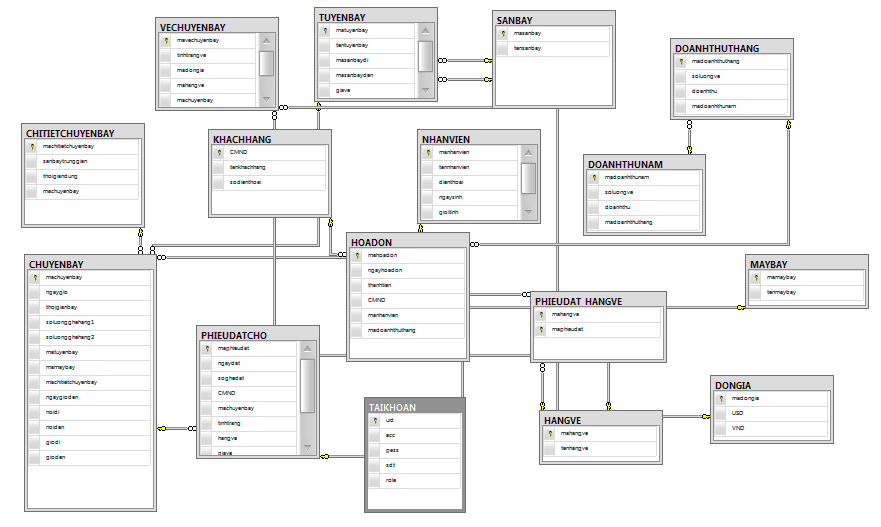 VECHUYENBAY
mavechuyenbay
tinhtrangve
madongia
mahangve
machuyenbay
TUYENBAY
matuyenbay
tentuyenbay
masanbaydi
masanbayden
giave
SANBAY
masanbay
tensanbay
DOANHTHUTHANG
madoanhthuthang
soluongve
doanhthu
madoanhthunam
CHITIETCHUYENBAY
machitietchuyenbay
sanbaytrunggian
thoigiandung
machuyenbay
KHACHHANG
CMND
tenkhachhang
sodienthoai
NHANVIEN
manhanvien
tennhanvien
dienthoai
ngaysinh
gioitinh
DOANHTHUNAM
madoanhthunam
soluongve
doanhthu
madoanhthuthang
CHUYENBAY
machuyenbay
ngaygio
thoigianbay
soluongghehang1
soluongghehang2
matuyenbay
mamaybay
machitietchuyenbay
ngaygioden
noidi
noiden
giodi
gioden
HOADON
mahoadon
ngayhoadon
thanhtien
CMND
manhanvien
madoanhthuthang
MAYBAY
mamaybay
tenmaybay
PHIEUDAT_HANGVE
mahangve
maphieudat
PHIEUDATCHO
maphieudat
ngaydat
soghedat
CMND
machuyenbay
tinhtrang
hangve
giave
TAIKHOAN
uid
acc
pass
sdt
role
HANGVE
mahangve
tenhangve
DONGIA
madongia
USD
VND